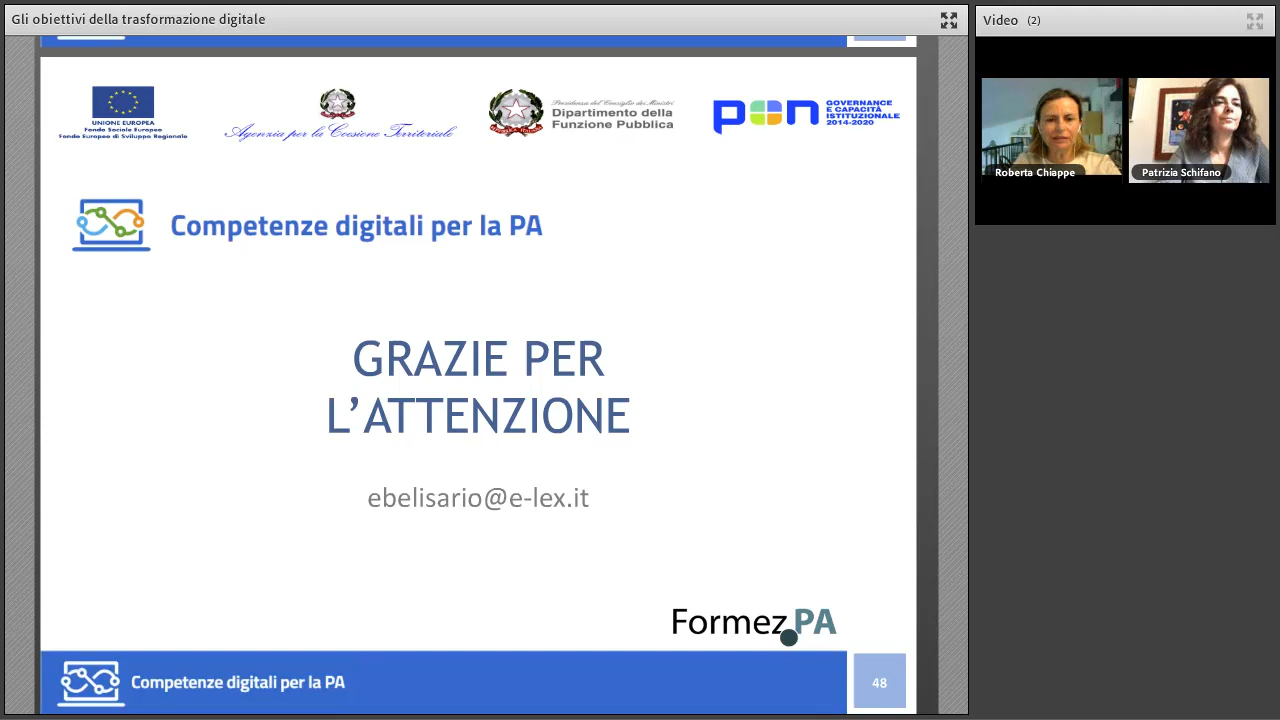 Gli obiettivi della trasformazione digitale
Video (2)
UNIONE EUROPEA
Fondo Sociale Europeo
Fondo Europeo di Sviluppo Regionale
Agenzia per la Coesione Territoriale
Presidenza del Consiglio dei Ministri
Dipartimento della
Funzione Pubblica
pon
GOVERNANCE
E CAPACITÀ
ISTITUZIONALE
2014-2020
Roberta Chiappe
Patrizia Schifano
Competenze digitali per la PA
GRAZIE PER
L’ATTENZIONE
ebelisario@e-lex.it
Formez PA
Competenze digitali per la PA
48